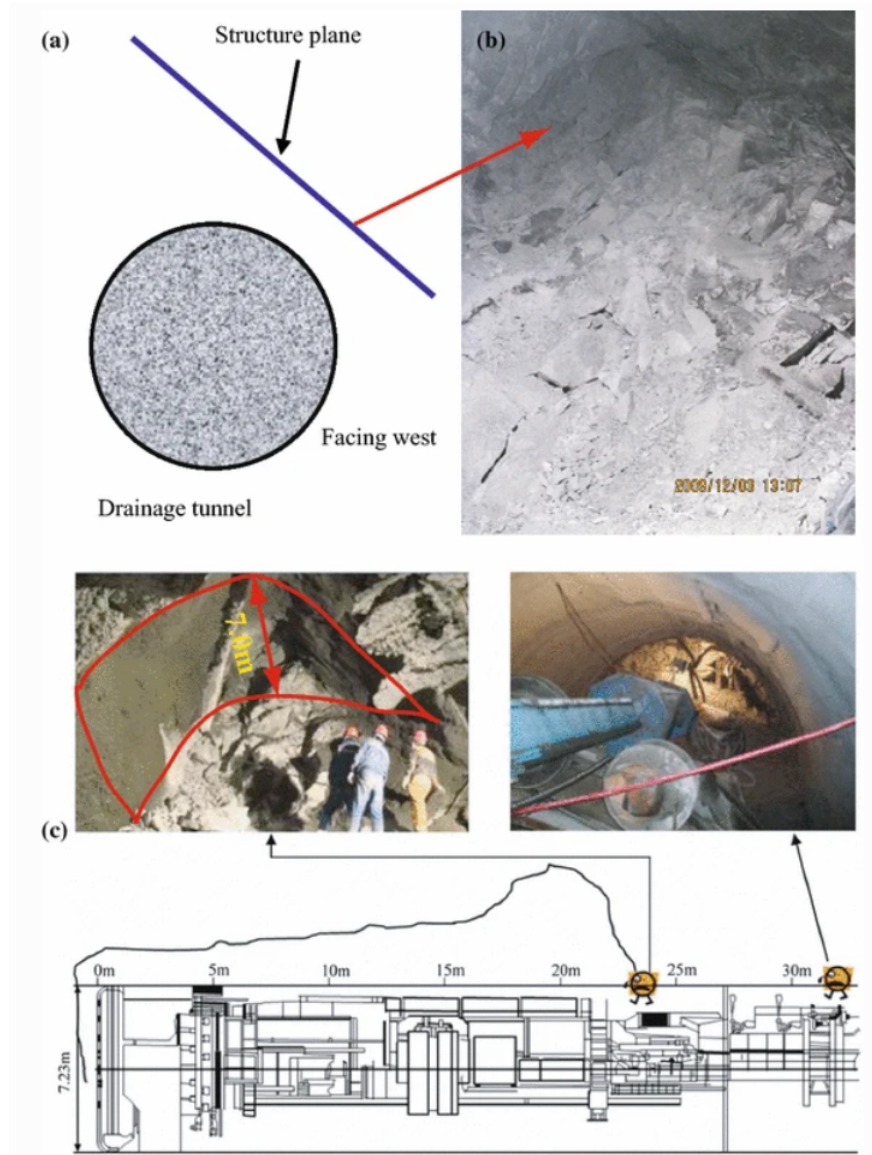 (a)
Structure plane
(b)
Facing west
Drainage tunnel
2009/12/03 13:07
7.0m
(c)
0m 5m 10m 15m 20m 25m 30m
7.23m